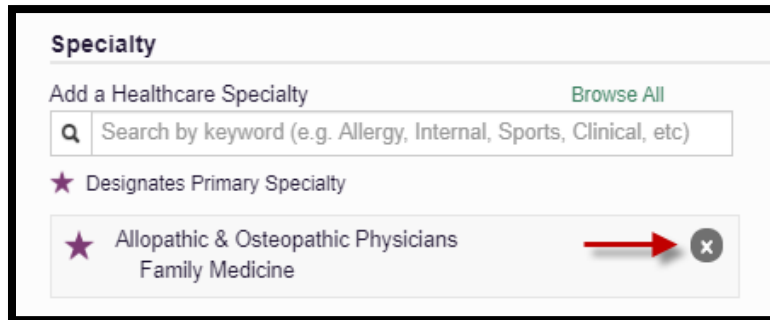 Specialty
Add a Healthcare Specialty Browse All
Search by keyword (e.g. Allergy, Internal, Sports, Clinical, etc)
Designates Primary Specialty
Allopathic & Osteopathic Physicians
Family Medicine